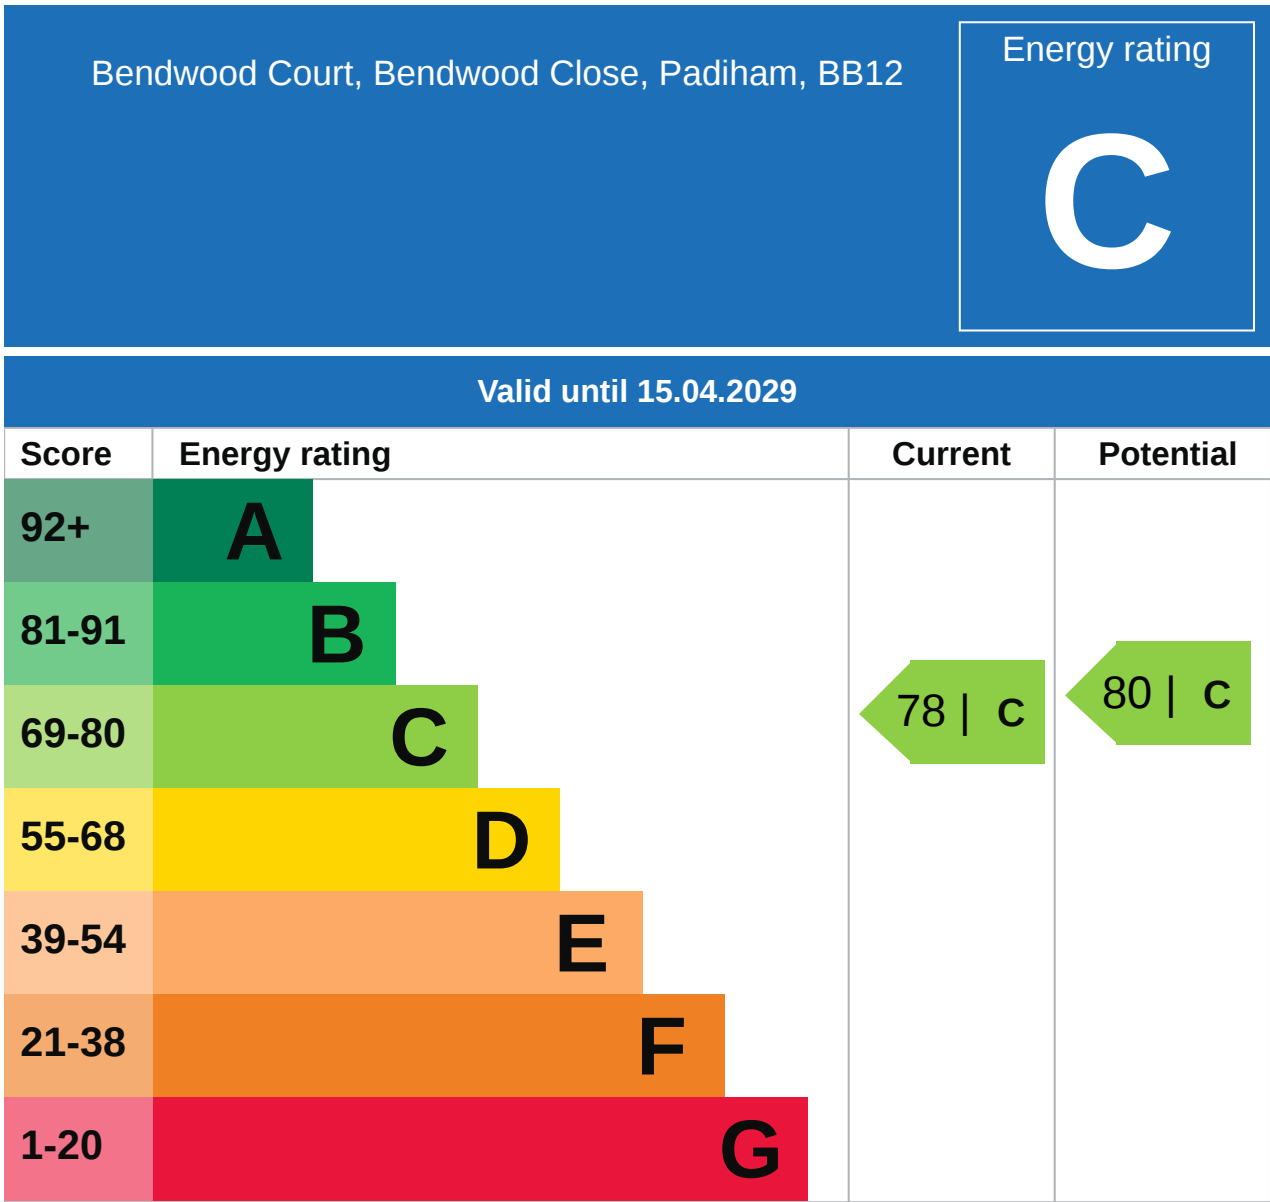 Bendwood Court, Bendwood Close, Padiham, BB12
Energy rating
C
Valid until 15.04.2029
Score Energy rating Current Potential
92+ A
81-91 B
69-80 C 78 | C 80 | C
55-68 D
39-54 E
21-38 F
1-20 G